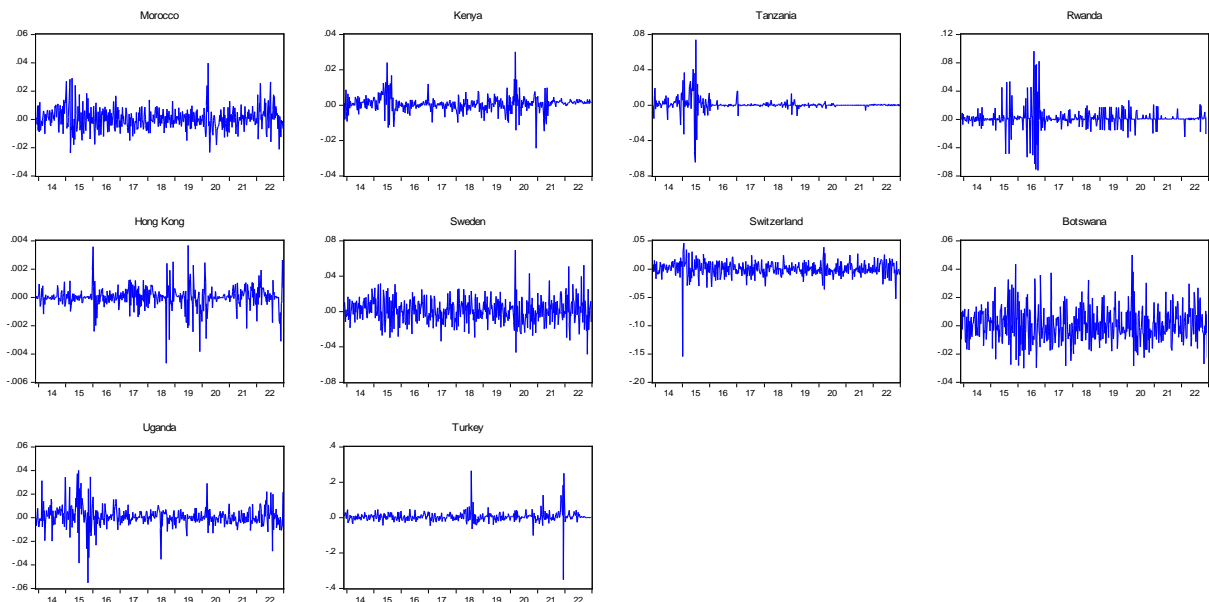 Morocco
.06
.04
.02
.00
-.02
-.04
14 15 16 17 18 19 20 21 22
Kenya
.04
.02
.00
-.02
-.04
14 15 16 17 18 19 20 21 22
Tanzania
.08
.04
.00
-.04
-.08
14 15 16 17 18 19 20 21 22
Rwanda
.12
.08
.04
.00
-.04
-.08
14 15 16 17 18 19 20 21 22
Hong Kong
.004
.002
.000
-.002
-.004
-.006
14 15 16 17 18 19 20 21 22
Sweden
.08
.04
.00
-.04
-.08
14 15 16 17 18 19 20 21 22
Switzerland
.05
.00
-.05
-.10
-.15
-.20
14 15 16 17 18 19 20 21 22
Botswana
.06
.04
.02
.00
-.02
-.04
14 15 16 17 18 19 20 21 22
Uganda
.06
.04
.02
.00
-.02
-.04
-.06
14 15 16 17 18 19 20 21 22
Turkey
.4
.2
.0
-.2
-.4
14 15 16 17 18 19 20 21 22